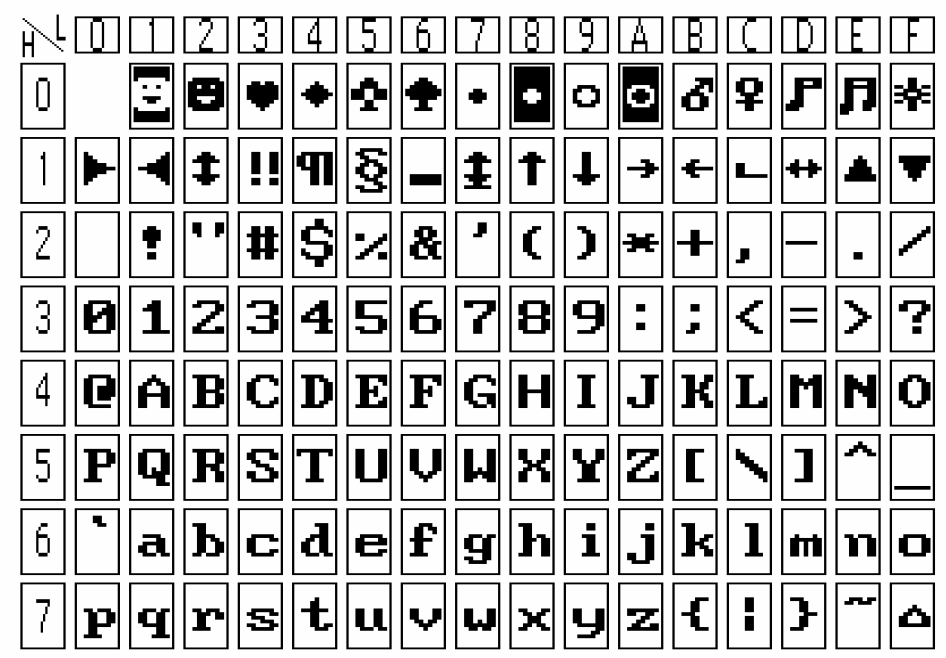 H L 0 1 2 3 4 5 6 7 8 9 A B C D E F
0 ☺ ☻ ♥ ♦ ♣ ♠ • ◘ ○ ◙ ♂ ♀ ♪ ♫ ☼
1 ► ◄ ↕ ‼ ¶ § ▬ ↨ ↑ ↓ → ← ∟ ↔ ▲ ▼
2 ! " # $ % & ' ( ) * + , - . /
3 0 1 2 3 4 5 6 7 8 9 : ; < = > ?
4 @ A B C D E F G H I J K L M N O
5 P Q R S T U V W X Y Z [ \ ] ^ _
6 ` a b c d e f g h i j k l m n o
7 p q r s t u v w x y z { ¦ } ~ ⌂